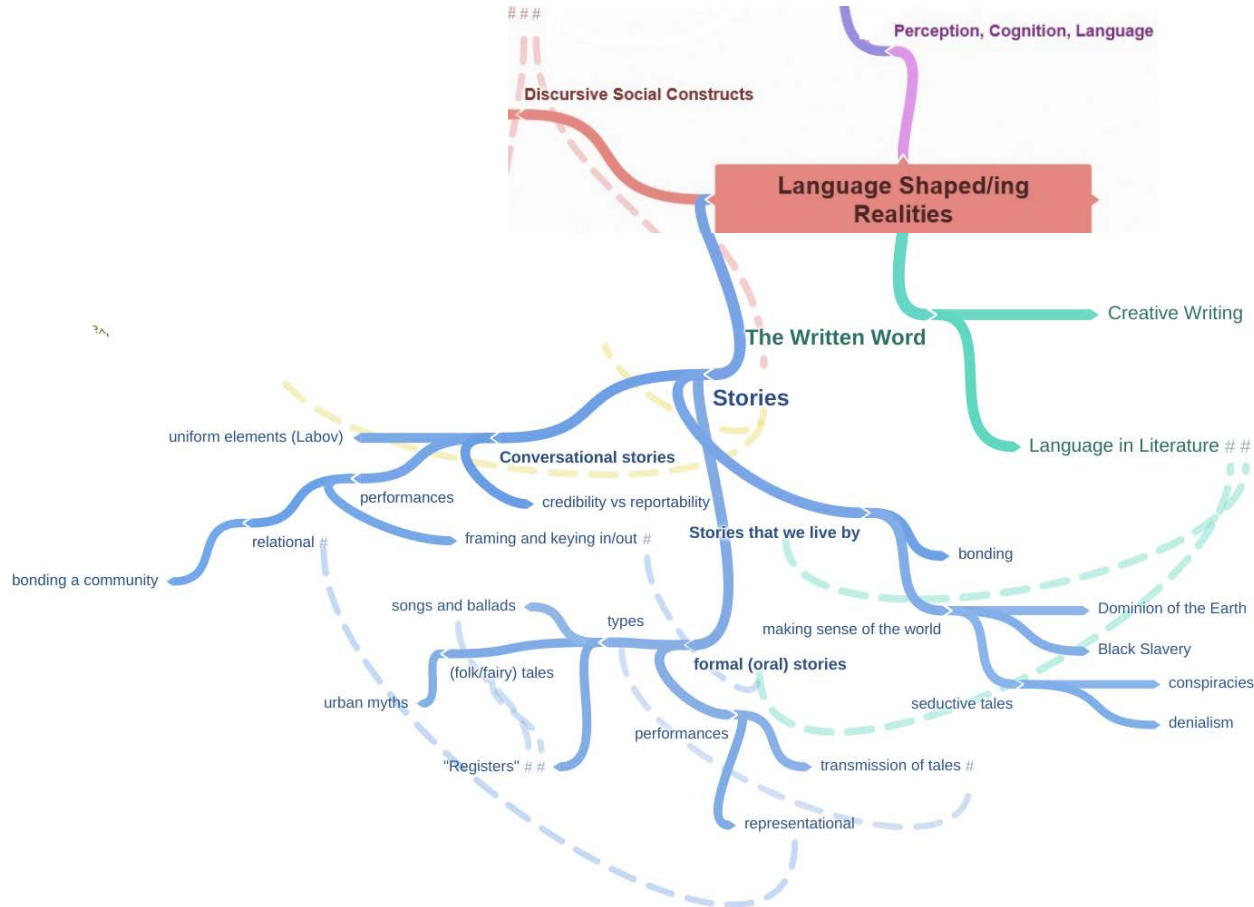 # # #
Perception, Cognition, Language
Discursive Social Constructs
Language Shaped/ing
Realities
Creative Writing
The Written Word
Stories
Language in Literature # #
uniform elements (Labov)
Conversational stories
performances
credibility vs reportability
relational #
framing and keying in/out #
bonding a community
Stories that we live by
bonding
making sense of the world
Dominion of the Earth
Black Slavery
seductive tales
conspiracies
denialism
formal (oral) stories
types
songs and ballads
(folk/fairy) tales
urban myths
"Registers" # #
performances
transmission of tales #
representational